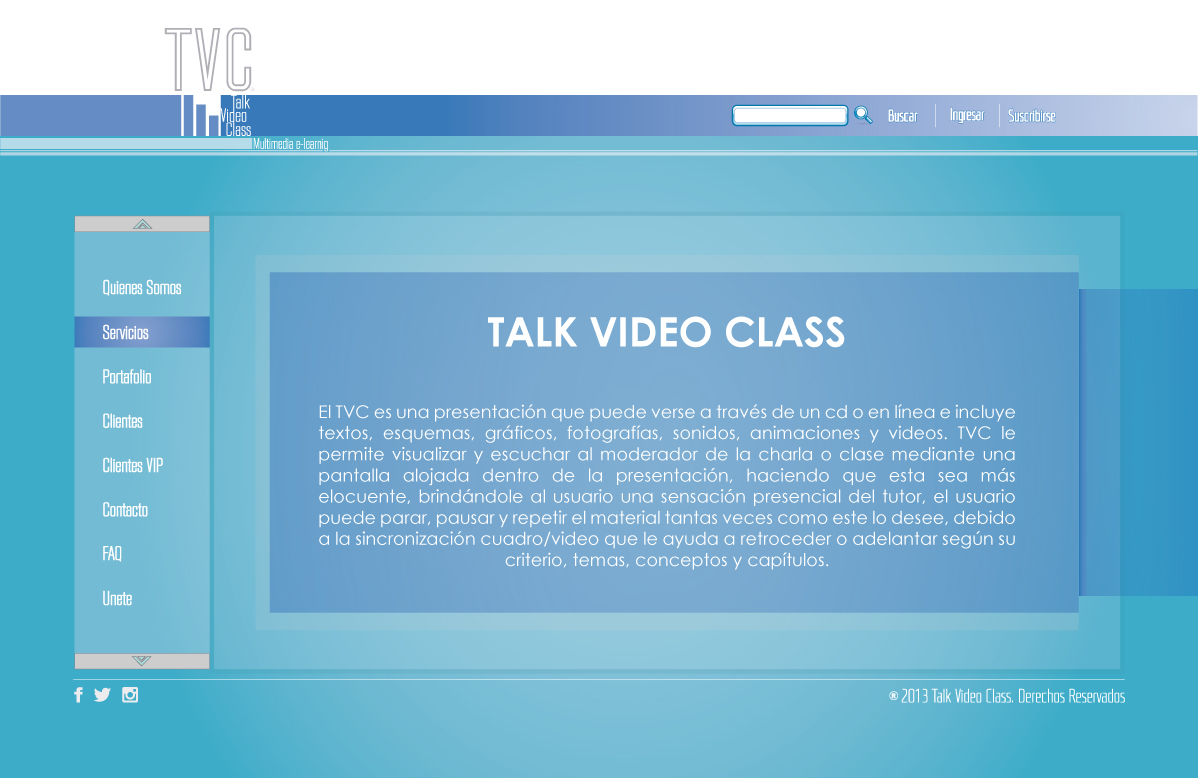 TVC
Talk
Video
Class
Multimedia e-learnig
Buscar
Ingresar
Suscribirse
Quienes Somos
Servicios
Portafolio
Clientes
Clientes VIP
Contacto
FAQ
Unete
TALK VIDEO CLASS
El TVC es una presentación que puede verse a través de un cd o en línea e incluye
textos, esquemas, gráficos, fotografías, sonidos, animaciones y videos. TVC le
permite visualizar y escuchar al moderador de la charla o clase mediante una
pantalla alojada dentro de la presentación, haciendo que esta sea más
elocuente, brindándole al usuario una sensación presencial del tutor, el usuario
puede parar, pausar y repetir el material tantas veces como este lo desee, debido
a la sincronización cuadro/video que le ayuda a retroceder o adelantar según su
criterio, temas, conceptos y capítulos.
® 2013 Talk Video Class. Derechos Reservados